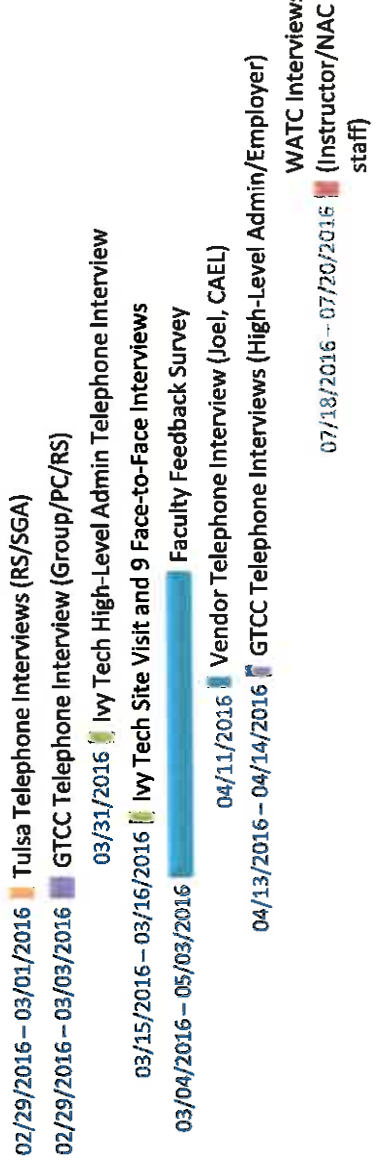 02/29/2016 – 03/01/2016 Tulsa Telephone Interviews (RS/SGA)
02/29/2016 – 03/03/2016 GTCC Telephone Interview (Group/PC/RS)
03/31/2016 Ivy Tech High-Level Admin Telephone Interview
03/15/2016 – 03/16/2016 Ivy Tech Site Visit and 9 Face-to-Face Interviews
03/04/2016 – 05/03/2016 Faculty Feedback Survey
04/11/2016 Vendor Telephone Interview (Joel, CAEL)
04/13/2016 – 04/14/2016 GTCC Telephone Interviews (High-Level Admin/Employer)
WATC Interviews
07/18/2016 – 07/20/2016 (Instructor/NAC
staff)